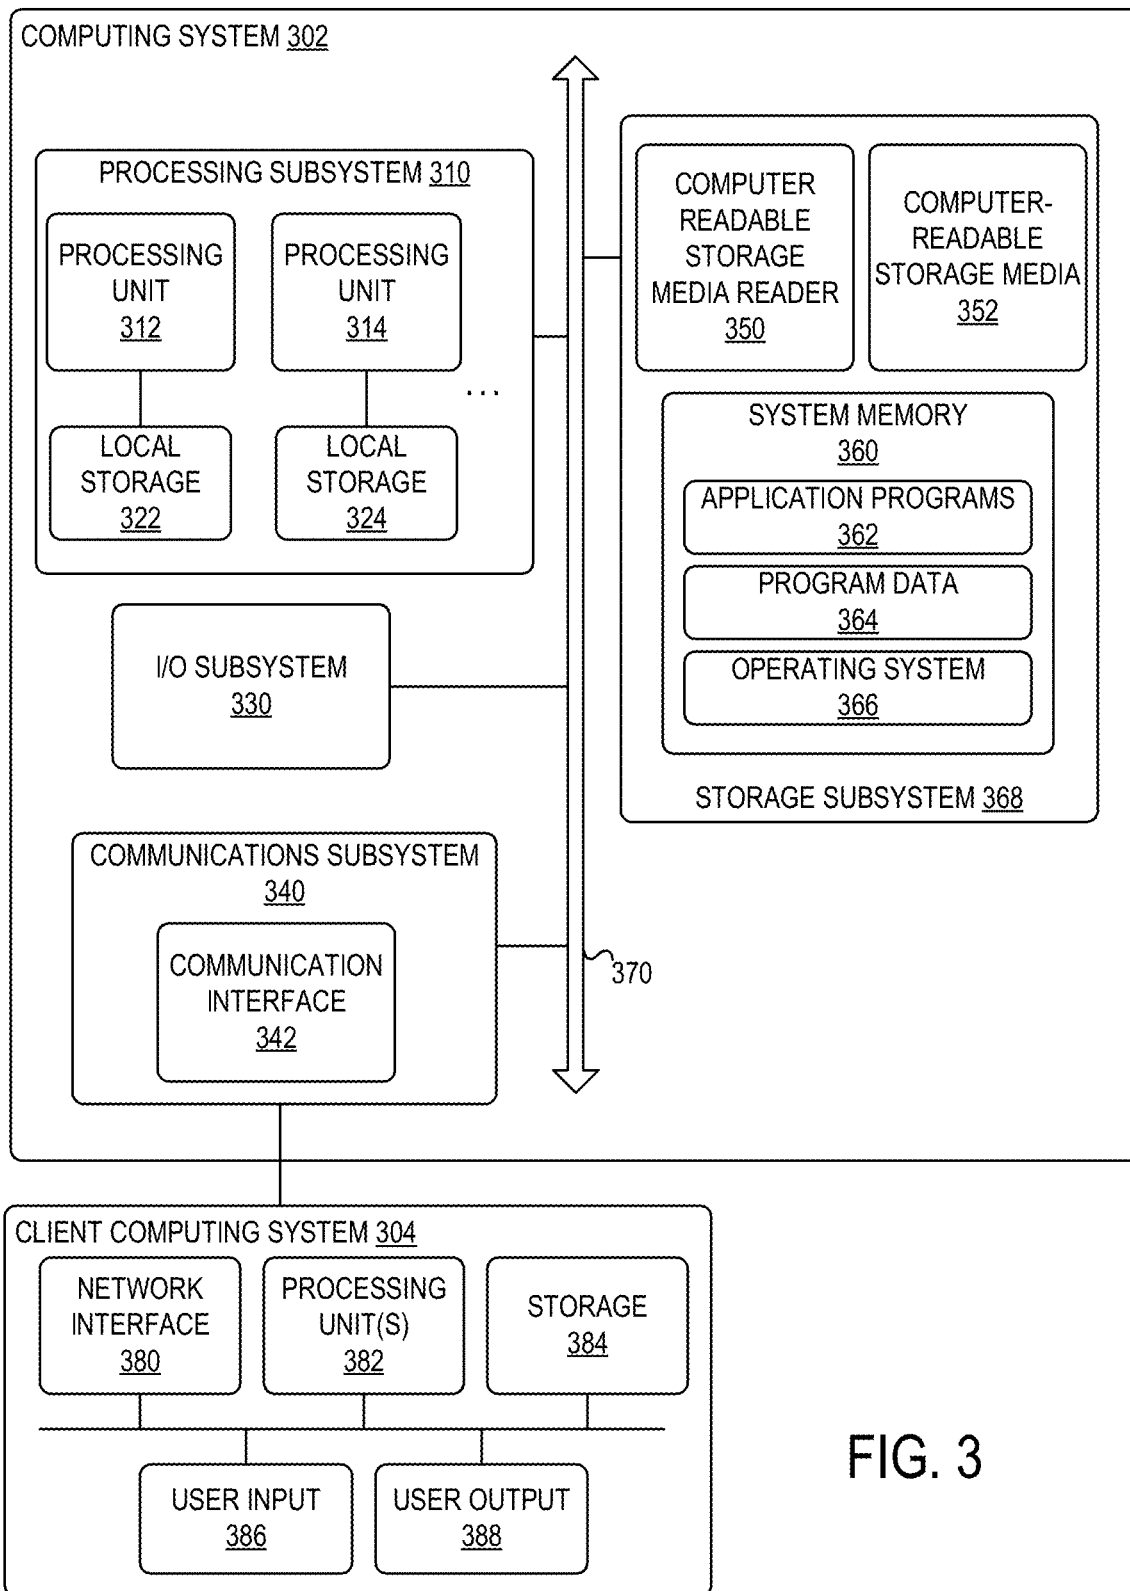 COMPUTING SYSTEM 302
PROCESSING SUBSYSTEM 310
PROCESSING
UNIT
312
PROCESSING
UNIT
314
...
LOCAL
STORAGE
322
LOCAL
STORAGE
324
COMPUTER
READABLE
STORAGE
MEDIA READER
350
COMPUTER-
READABLE
STORAGE MEDIA
352
SYSTEM MEMORY
360
APPLICATION PROGRAMS
362
PROGRAM DATA
364
OPERATING SYSTEM
366
STORAGE SUBSYSTEM 368
I/O SUBSYSTEM
330
COMMUNICATIONS SUBSYSTEM
340
COMMUNICATION
INTERFACE
342
370
CLIENT COMPUTING SYSTEM 304
NETWORK
INTERFACE
380
PROCESSING
UNIT(S)
382
STORAGE
384
USER INPUT
386
USER OUTPUT
388
FIG. 3